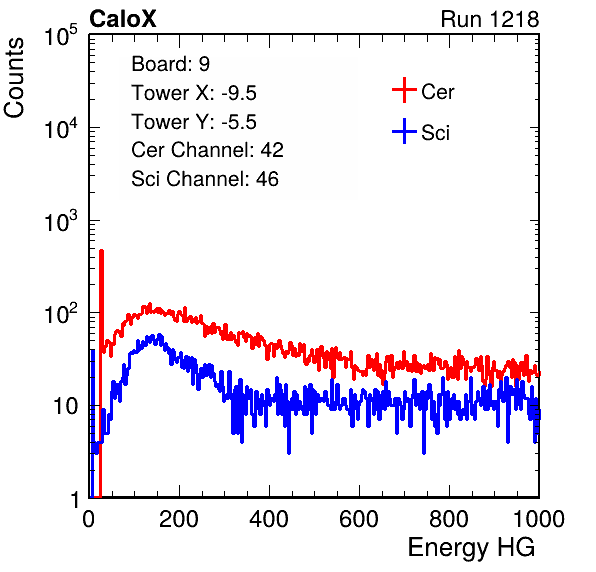 CaloX Run 1218
Counts
10^5
10^4
10^3
10^2
10
1
Board: 9
Tower X: -9.5
Tower Y: -5.5
Cer Channel: 42
Sci Channel: 46
Cer
Sci
0 200 400 600 800 1000
Energy HG